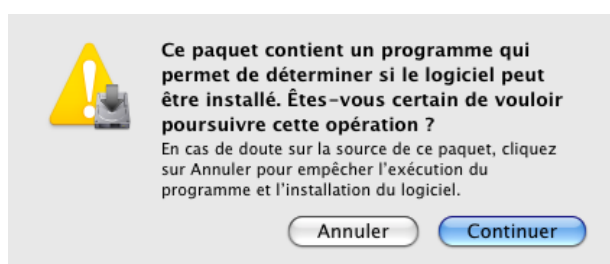 Ce paquet contient un programme qui
permet de déterminer si le logiciel peut
être installé. Êtes-vous certain de vouloir
poursuivre cette opération ?
En cas de doute sur la source de ce paquet, cliquez
sur Annuler pour empêcher l'exécution du
programme et l'installation du logiciel.
Annuler
Continuer